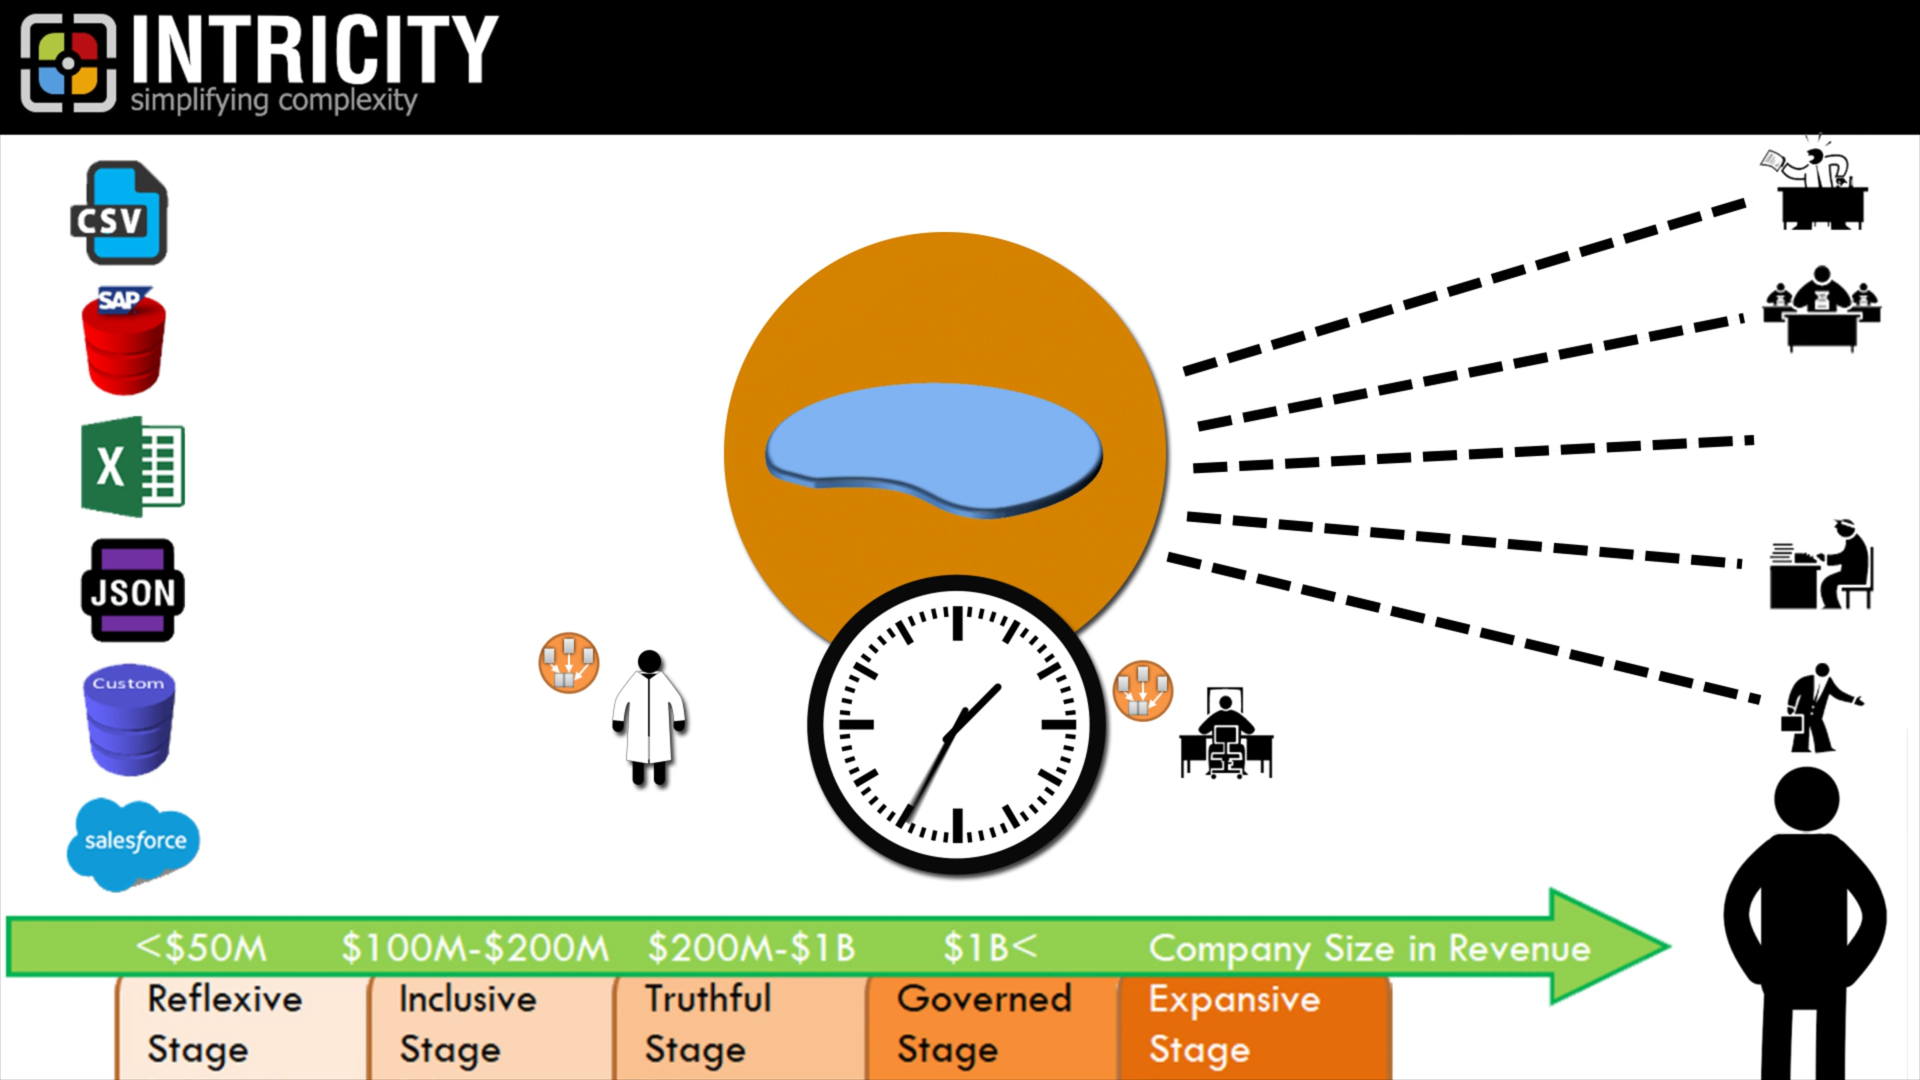 INTRICITY
simplifying complexity
CSV
SAP
X
JSON
Custom
salesforce
<$50M $100M-$200M $200M-$1B $1B< Company Size in Revenue
Reflexive Stage
Inclusive Stage
Truthful Stage
Governed Stage
Expansive Stage